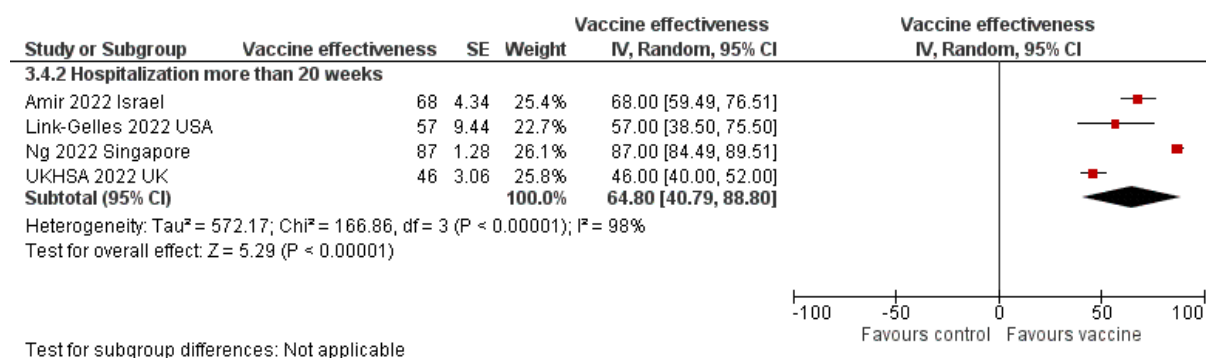 Vaccine effectiveness Vaccine effectiveness
Study or Subgroup Vaccine effectiveness SE Weight IV, Random, 95% CI IV, Random, 95% CI
3.4.2 Hospitalization more than 20 weeks
Amir 2022 Israel 68 4.34 25.4% 68.00 [59.49, 76.51]
Link-Gelles 2022 USA 57 9.44 22.7% 57.00 [38.50, 75.50]
Ng 2022 Singapore 87 1.28 26.1% 87.00 [84.49, 89.51]
UKHSA 2022 UK 46 3.06 25.8% 46.00 [40.00, 52.00]
Subtotal (95% CI) 100.0% 64.80 [40.79, 88.80]
Heterogeneity: Tau² = 572.17; Chi² = 166.86, df = 3 (P < 0.00001); I² = 98%
Test for overall effect: Z = 5.29 (P < 0.00001)
-100 -50 0 50 100
Favours control Favours vaccine
Test for subgroup differences: Not applicable